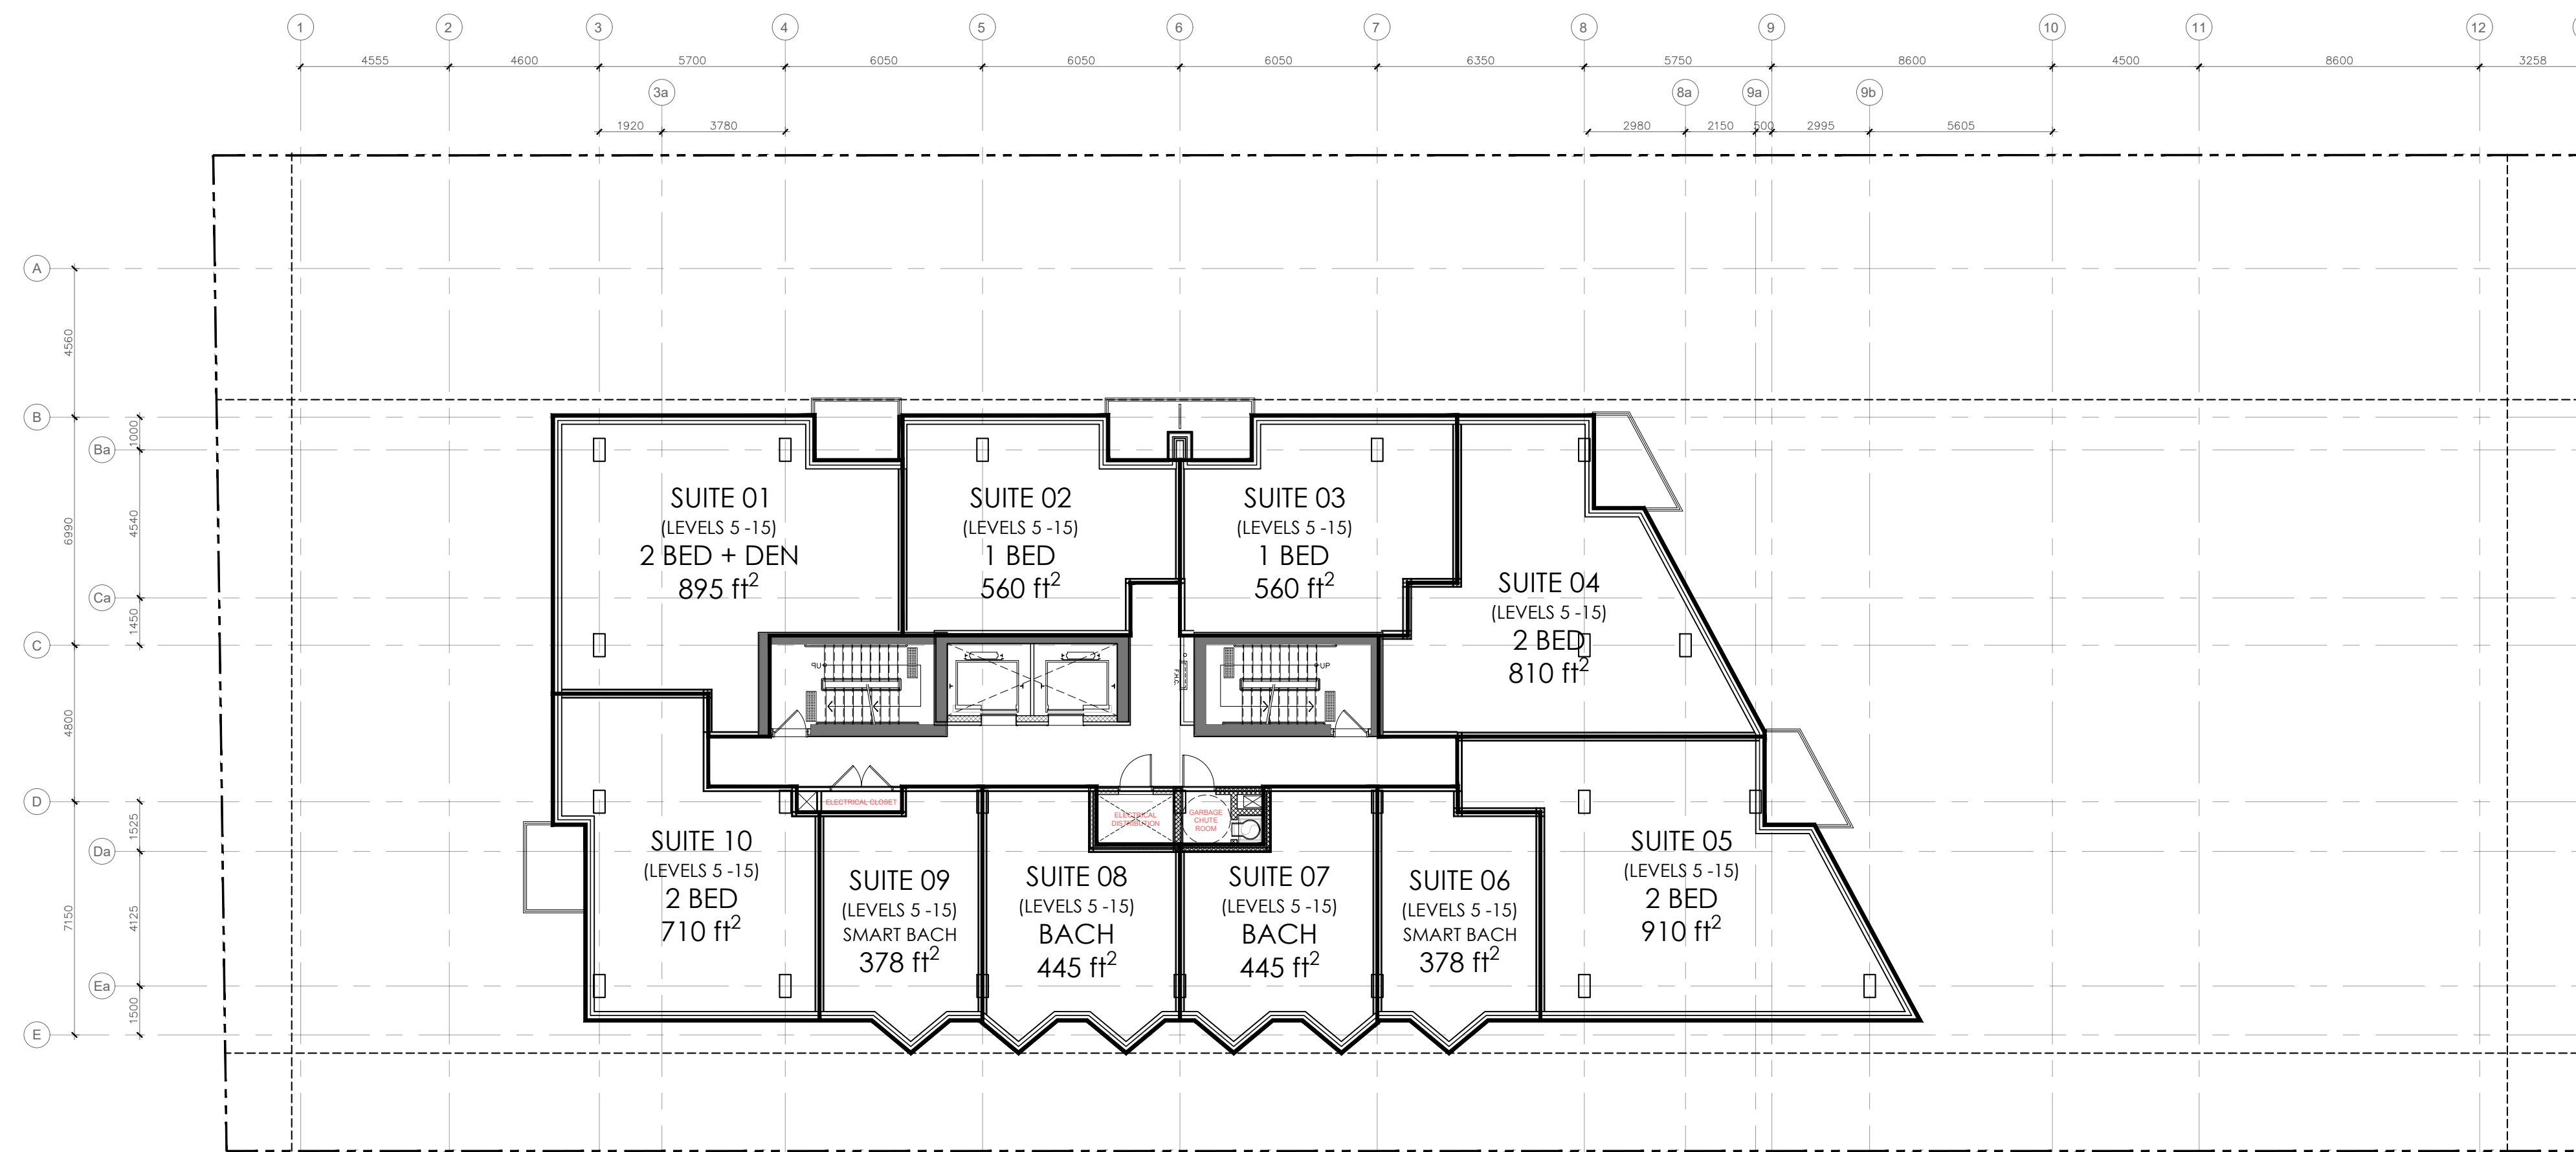 1 2 3 4 5 6 7 8 9 10 11 12
4555 4600 5700 6050 6050 6050 6350 5750 8600 4500 8600 3258
3a 8a 9a 9b
1920 3780 2980 2150 500 2995 5605
A
4560
B
1000
Ba
6990
4540
Ca
1450
C
4800
D
1525
Da
7150
4125
Ea
1500
E
SUITE 01
(LEVELS 5 -15)
2 BED + DEN
895 ft2
SUITE 02
(LEVELS 5 -15)
1 BED
560 ft2
SUITE 03
(LEVELS 5 -15)
1 BED
560 ft2
SUITE 04
(LEVELS 5 -15)
2 BED
810 ft2
UP
F.H.C.
UP
ELECTRICAL CLOSET
ELECTRICAL
DISTRIBUTION
GARBAGE
CHUTE
ROOM
SUITE 10
(LEVELS 5 -15)
2 BED
710 ft2
SUITE 09
(LEVELS 5 -15)
SMART BACH
378 ft2
SUITE 08
(LEVELS 5 -15)
BACH
445 ft2
SUITE 07
(LEVELS 5 -15)
BACH
445 ft2
SUITE 06
(LEVELS 5 -15)
SMART BACH
378 ft2
SUITE 05
(LEVELS 5 -15)
2 BED
910 ft2